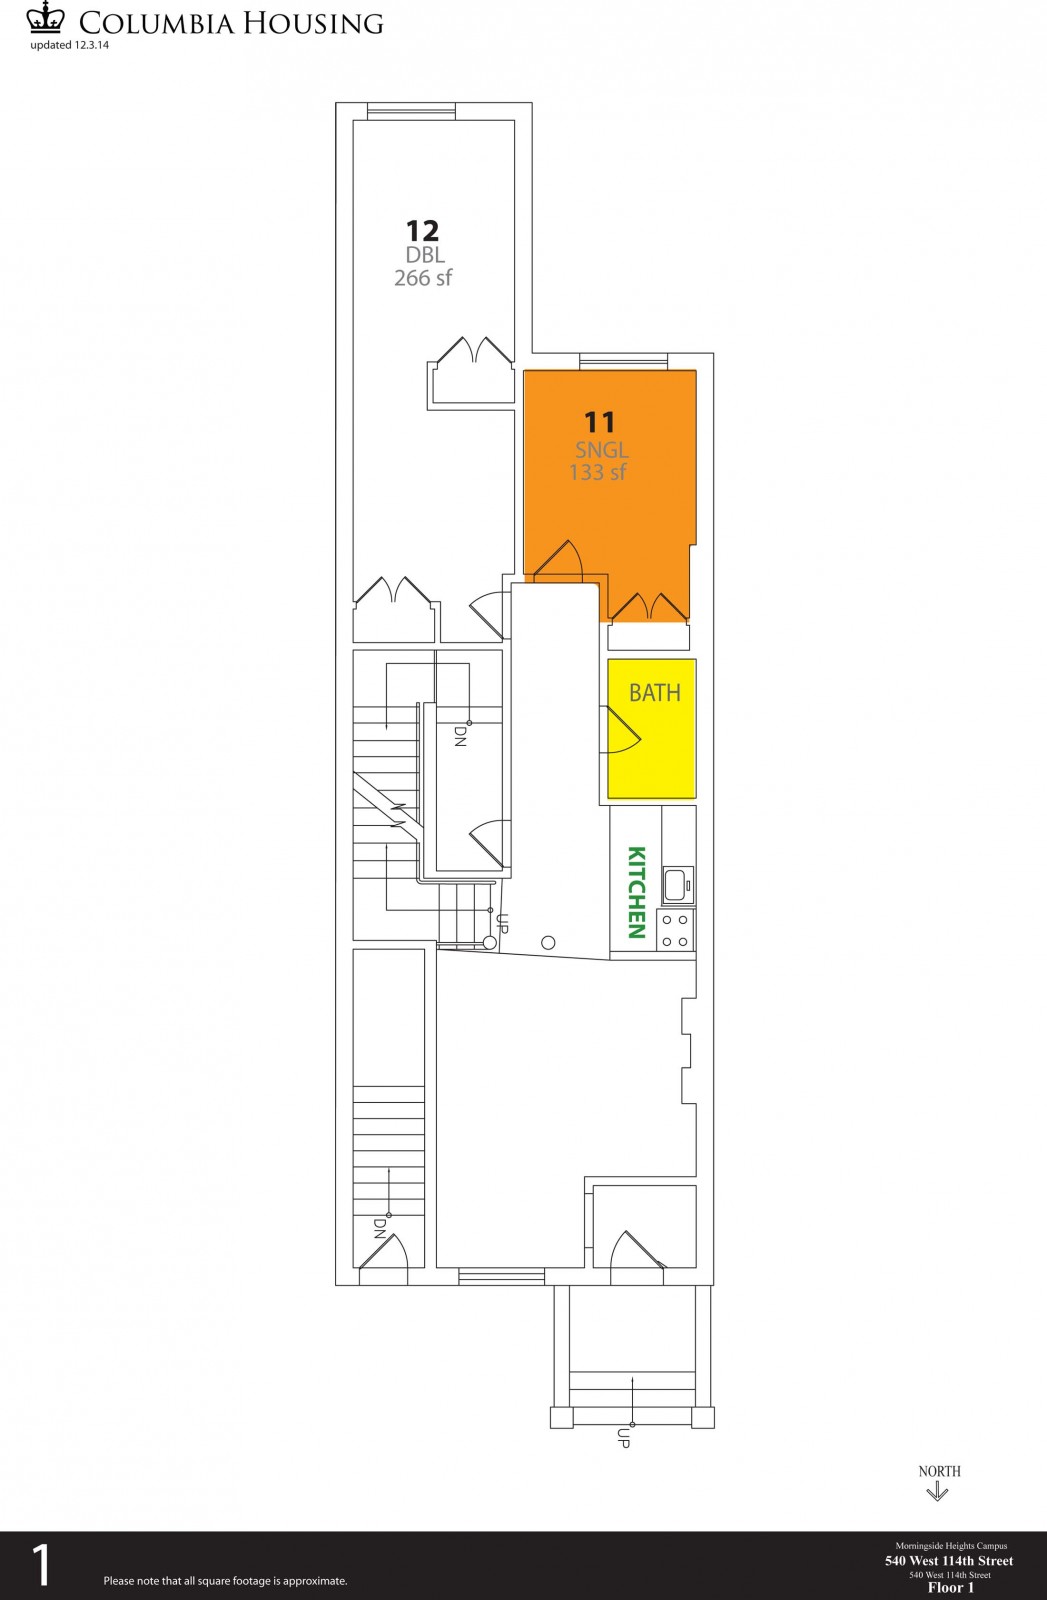 COLUMBIA HOUSING
updated 12.3.14
12
DBL
266 sf
11
SNGL
133 sf
BATH
DN
KITCHEN
UP
DN
UP
NORTH
1
Please note that all square footage is approximate.
Morningside Heights Campus
540 West 114th Street
540 West 114th Street
Floor 1